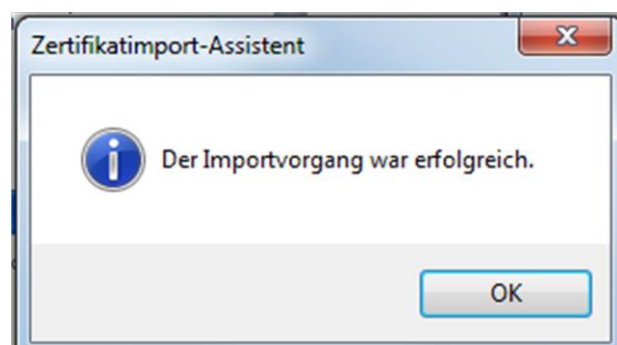 Zertifikatimport-Assistent
Der Importvorgang war erfolgreich.
OK